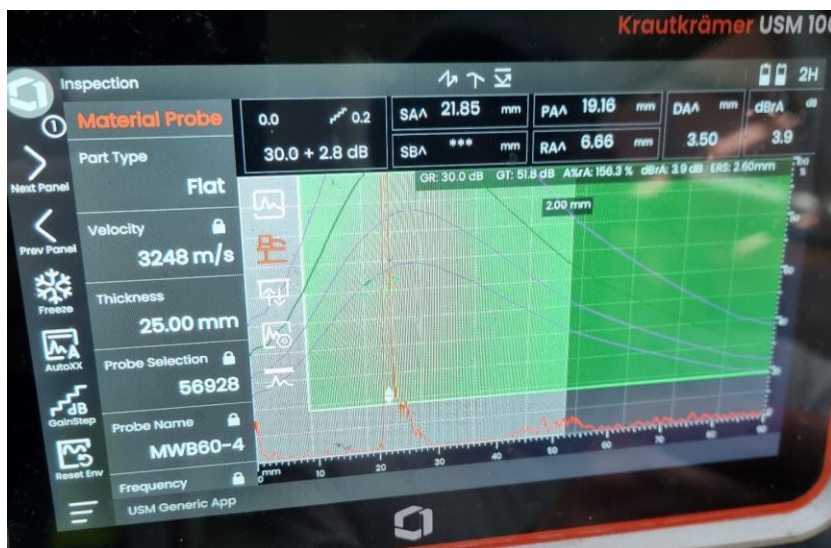 Krautkrämer USM 100
Inspection
2H
Material Probe
0.0 0.2
30.0 + 2.8 dB
SA^ 21.85 mm
SB^ *** mm
PA^ 19.16 mm
RA^ 6.66 mm
DA^ mm
3.50
dBrA dB
3.9
GR: 30.0 dB GT: 51.8 dB A%rA: 156.3 % dBrA: 3.9 dB ERS: 2.60mm
2.00 mm
Next Panel
Prev Panel
Freeze
AutoXX
dB
GainStep
Reset Env
Part Type
Flat
Velocity
3248 m/s
Thickness
25.00 mm
Probe Selection
56928
Probe Name
MWB60-4
Frequency
USM Generic App
100
%
mm 10 20 30 40 50 60 70 80 90